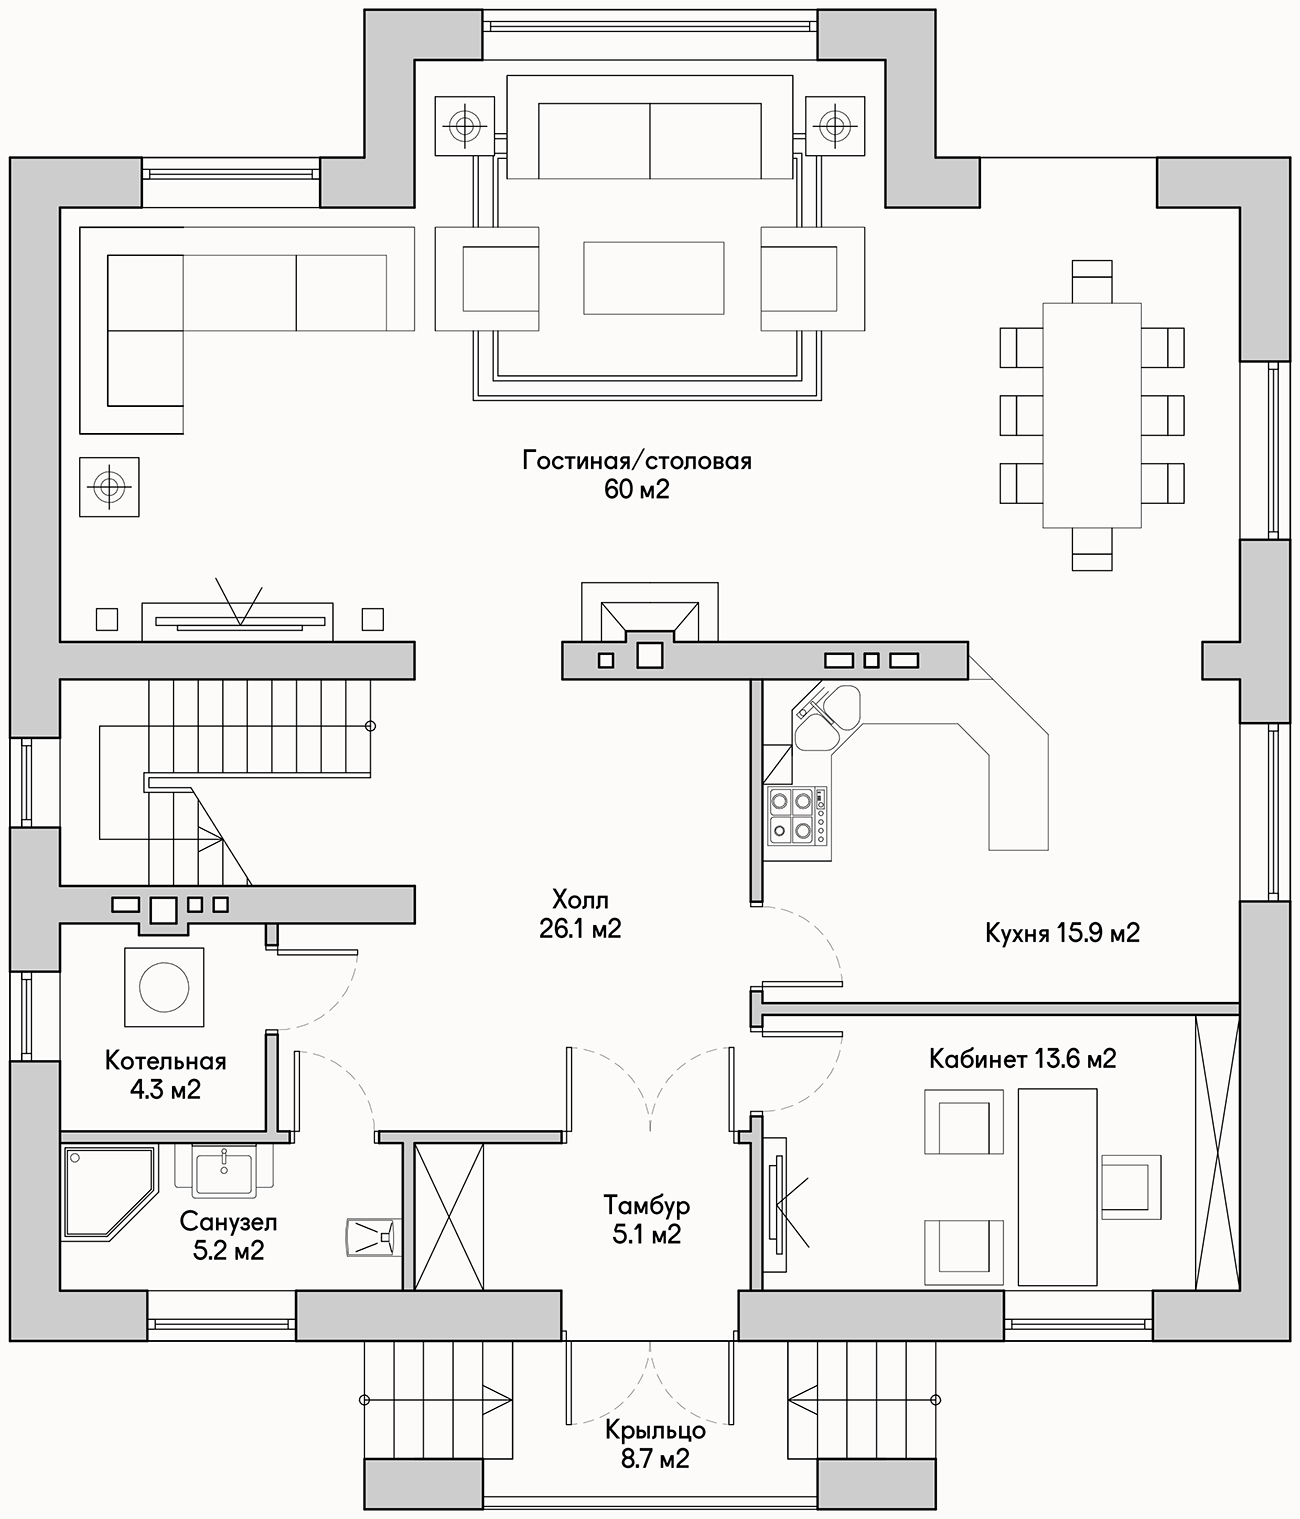 Гостиная/столовая
60 м2
Холл
26.1 м2
Кухня 15.9 м2
Котельная
4.3 м2
Кабинет 13.6 м2
Санузел
5.2 м2
Тамбур
5.1 м2
Крыльцо
8.7 м2